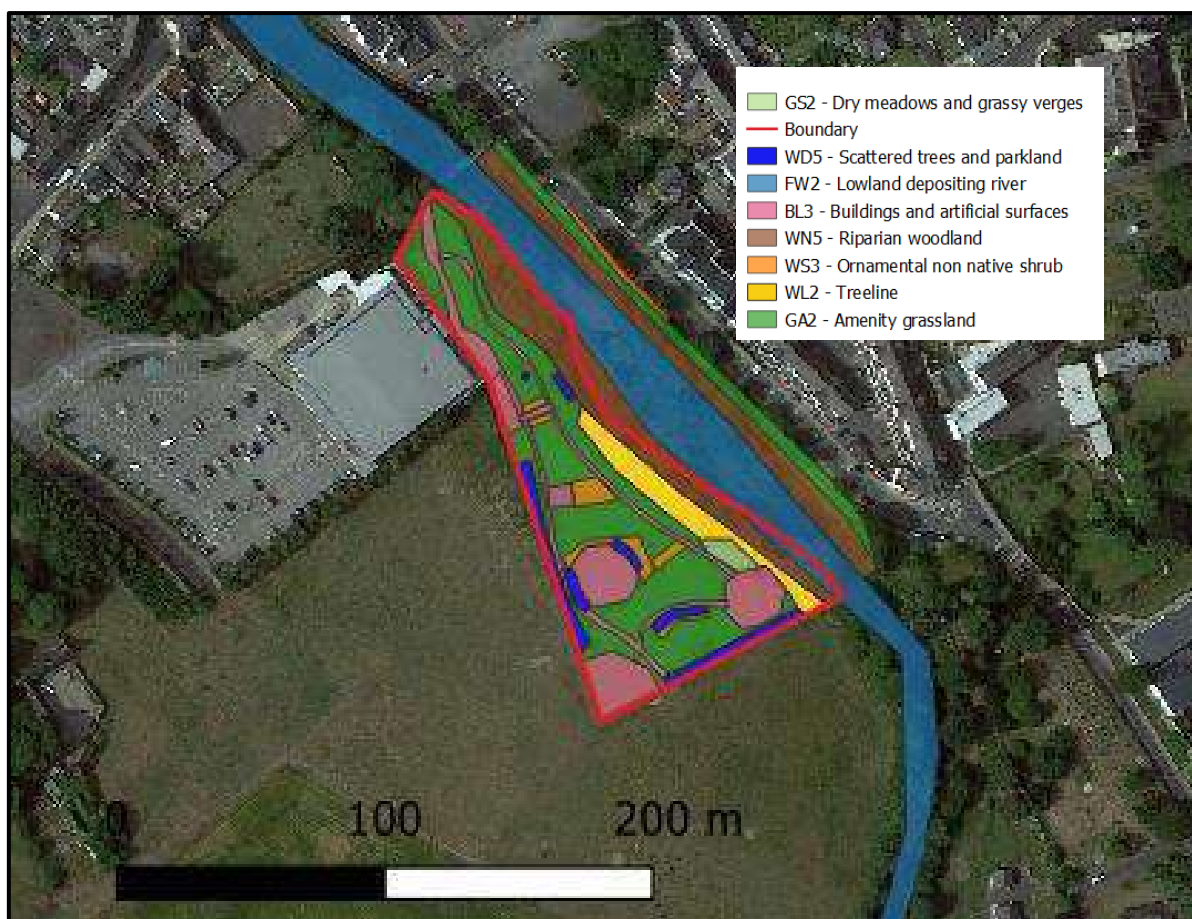 GS2 - Dry meadows and grassy verges
Boundary
WD5 - Scattered trees and parkland
FW2 - Lowland depositing river
BL3 - Buildings and artificial surfaces
WN5 - Riparian woodland
WS3 - Ornamental non native shrub
WL2 - Treeline
GA2 - Amenity grassland
0 100 200 m